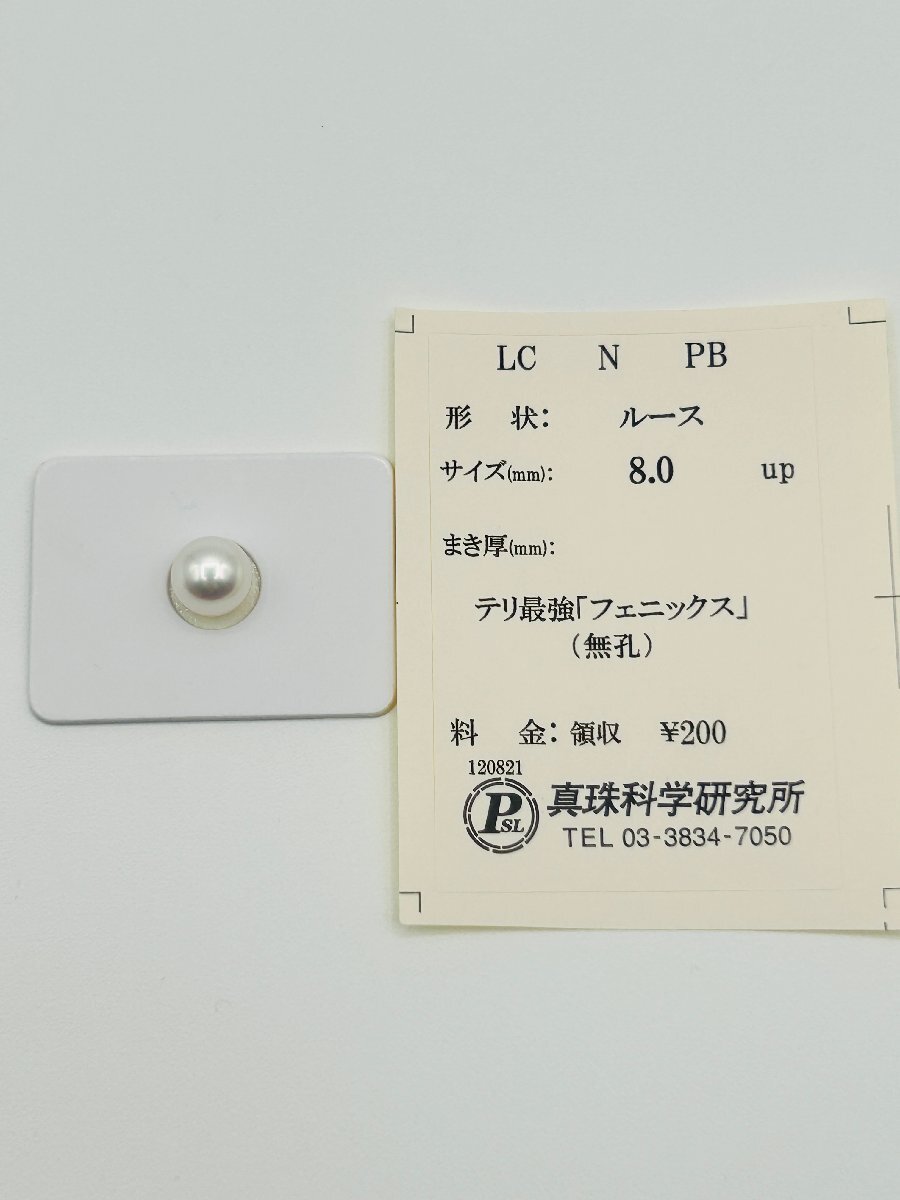 LC N PB
形 状: ルース
サイズ(mm): 8.0 up
まき厚(mm):
テリ最強「フェニックス」
(無孔)
料 金: 領収 ¥200
120821
PSL 真珠科学研究所
TEL 03-3834-7050